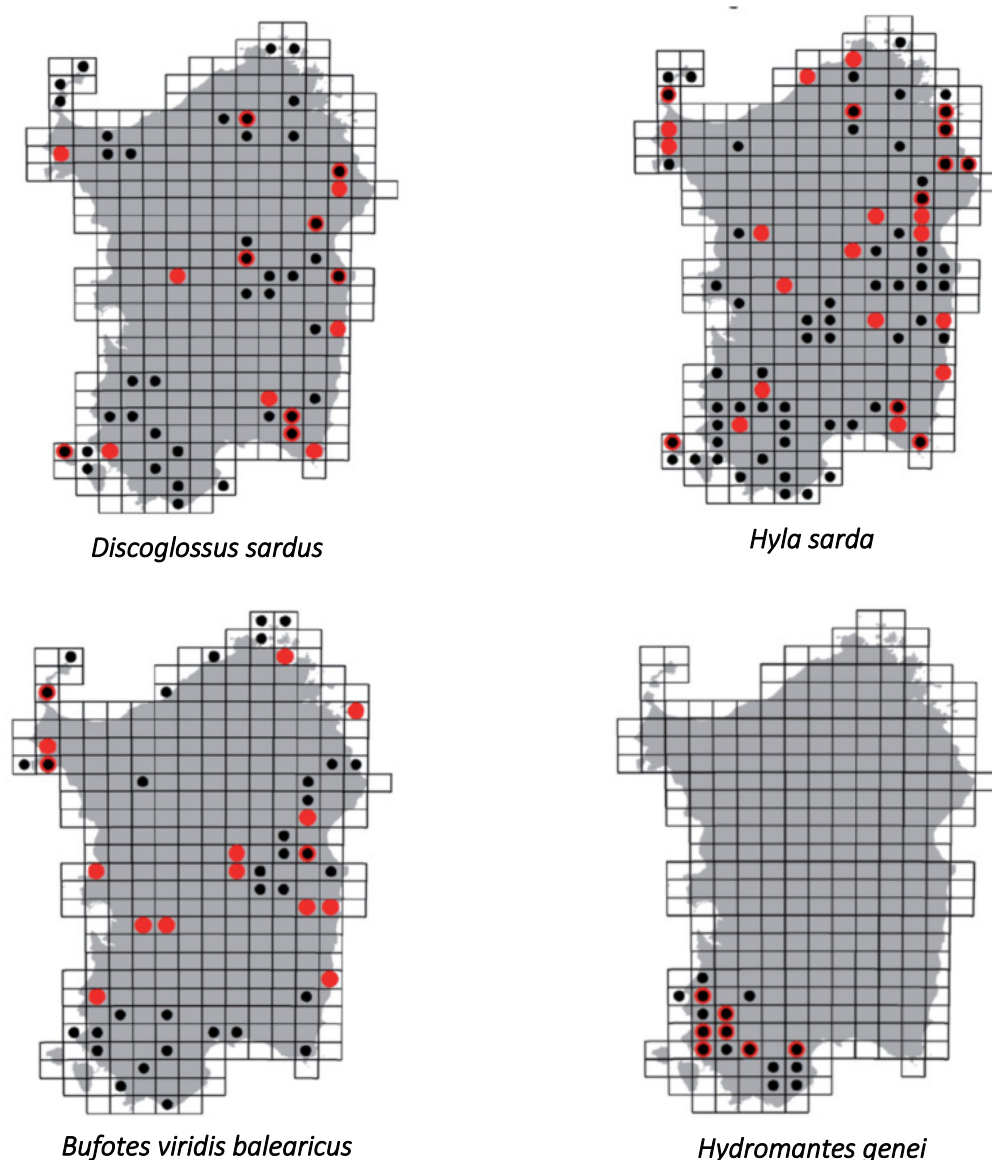 Discoglossus sardus
Hyla sarda
Bufotes viridis balearicus
Hydromantes genei